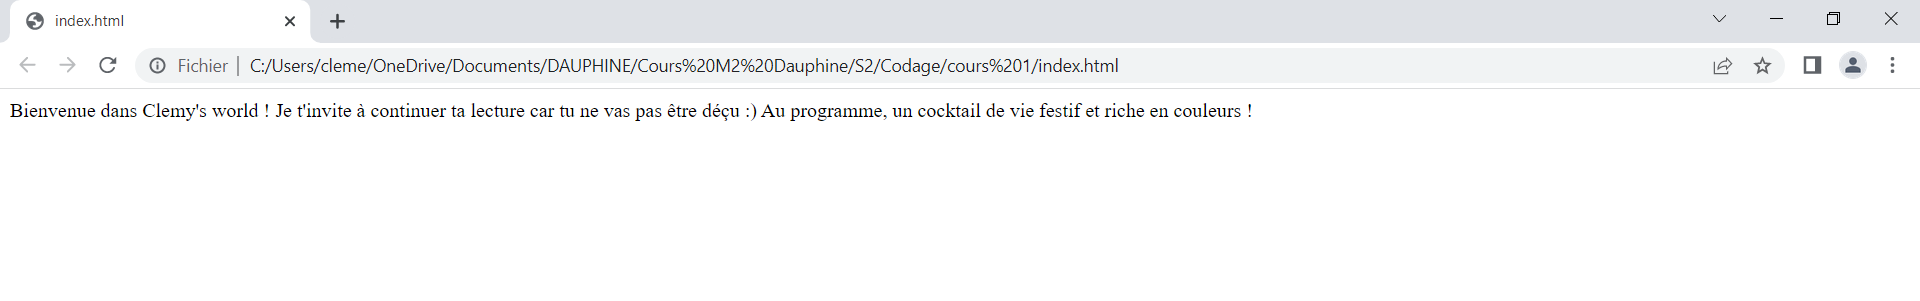 index.html
Fichier | C:/Users/cleme/OneDrive/Documents/DAUPHINE/Cours%20M2%20Dauphine/S2/Codage/cours%201/index.html
Bienvenue dans Clemy's world ! Je t'invite à continuer ta lecture car tu ne vas pas être déçu :) Au programme, un cocktail de vie festif et riche en couleurs !